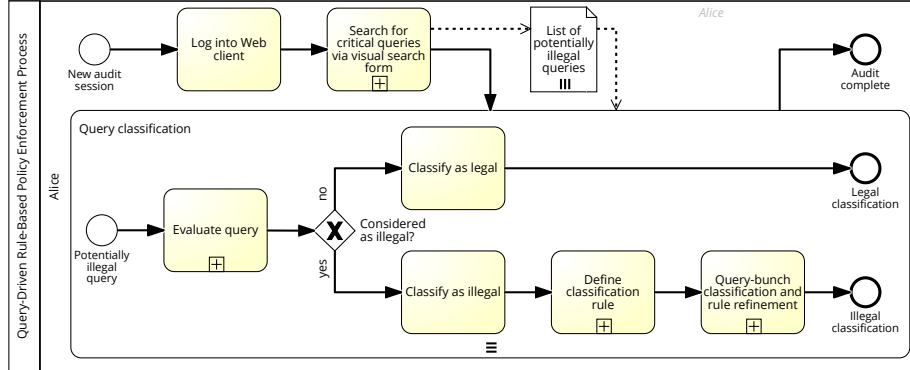 Query-Driven Rule-Based Policy Enforcement Process
Alice
Alice
New audit
session
Log into Web
client
Search for
critical queries
via visual search
form
List of
potentially
illegal
queries
Audit
complete
Query classification
Potentially
illegal
query
Evaluate query
Considered
as illegal?
no
yes
Classify as legal
Legal
classification
Classify as illegal
Define
classification
rule
Query-bunch
classification and
rule refinement
Illegal
classification